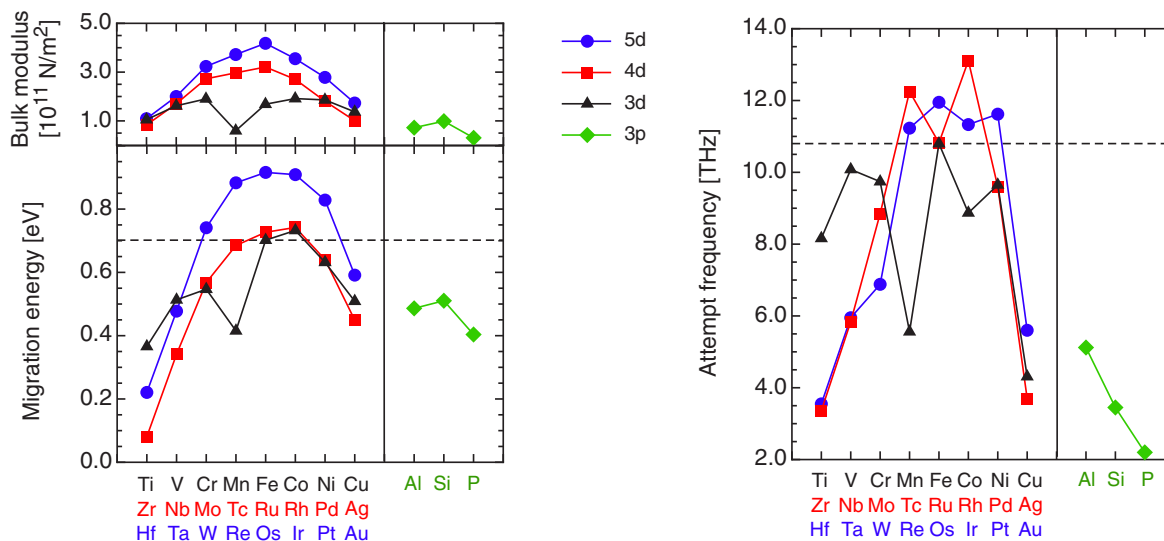 Bulk modulus
[10¹¹ N/m²]
5.0
3.0
1.0
Migration energy [eV]
0.8
0.6
0.4
0.2
0.0
Ti V Cr Mn Fe Co Ni Cu
Zr Nb Mo Tc Ru Rh Pd Ag
Hf Ta W Re Os Ir Pt Au
Al Si P
5d
4d
3d
3p
Attempt frequency [THz]
14.0
12.0
10.0
8.0
6.0
4.0
2.0
Ti V Cr Mn Fe Co Ni Cu
Zr Nb Mo Tc Ru Rh Pd Ag
Hf Ta W Re Os Ir Pt Au
Al Si P